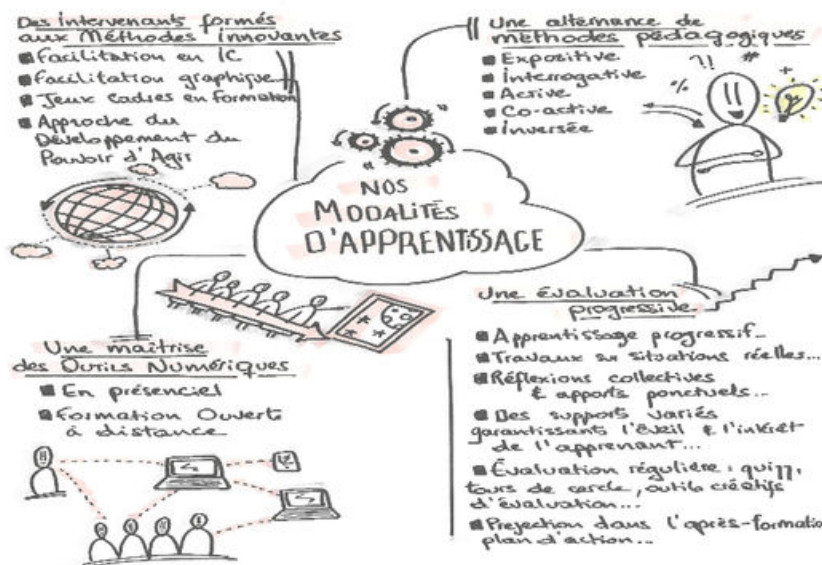 Des intervenants formés
aux Méthodes innovantes
Facilitation en IC
Facilitation graphique
Jeux cadres en formation
Approche du
Développement du
Pouvoir d'Agir
Une alternance de
méthodes pédagogiques
Expositive
Interrogative
Active
Co-active
Inversée
?!
#
%
+
NOS
MODALITÉS
D'APPRENTISSAGE
Une maîtrise
des Outils Numériques
En présenciel
Formation Ouverte
à distance
Une évaluation
progressive
Apprentissage progressif...
Travaux sur situations réelles...
Réflexions collectives
& apports ponctuels...
Des supports variés
garantissants l'éveil & l'intérêt
de l'apprenant...
Évaluation régulière : quizz,
tours de cercle, outils créatifs
d'évaluation...
Projection dans l'après-formation
plan d'action...